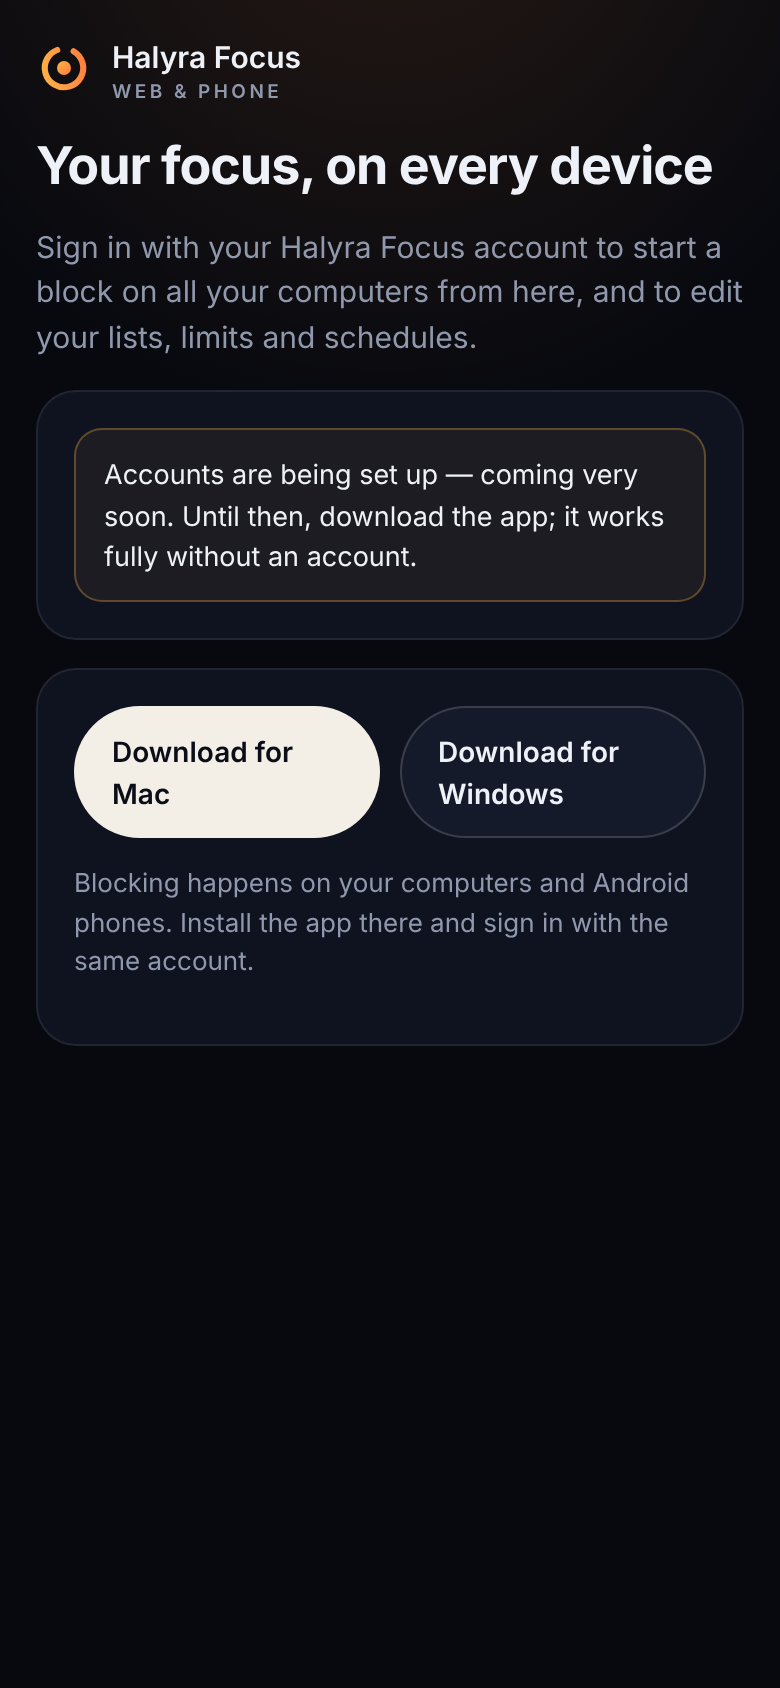 Halyra Focus
WEB & PHONE
Your focus, on every device
Sign in with your Halyra Focus account to start a
block on all your computers from here, and to edit
your lists, limits and schedules.
Accounts are being set up — coming very
soon. Until then, download the app; it works
fully without an account.
Download for
Mac
Download for
Windows
Blocking happens on your computers and Android
phones. Install the app there and sign in with the
same account.